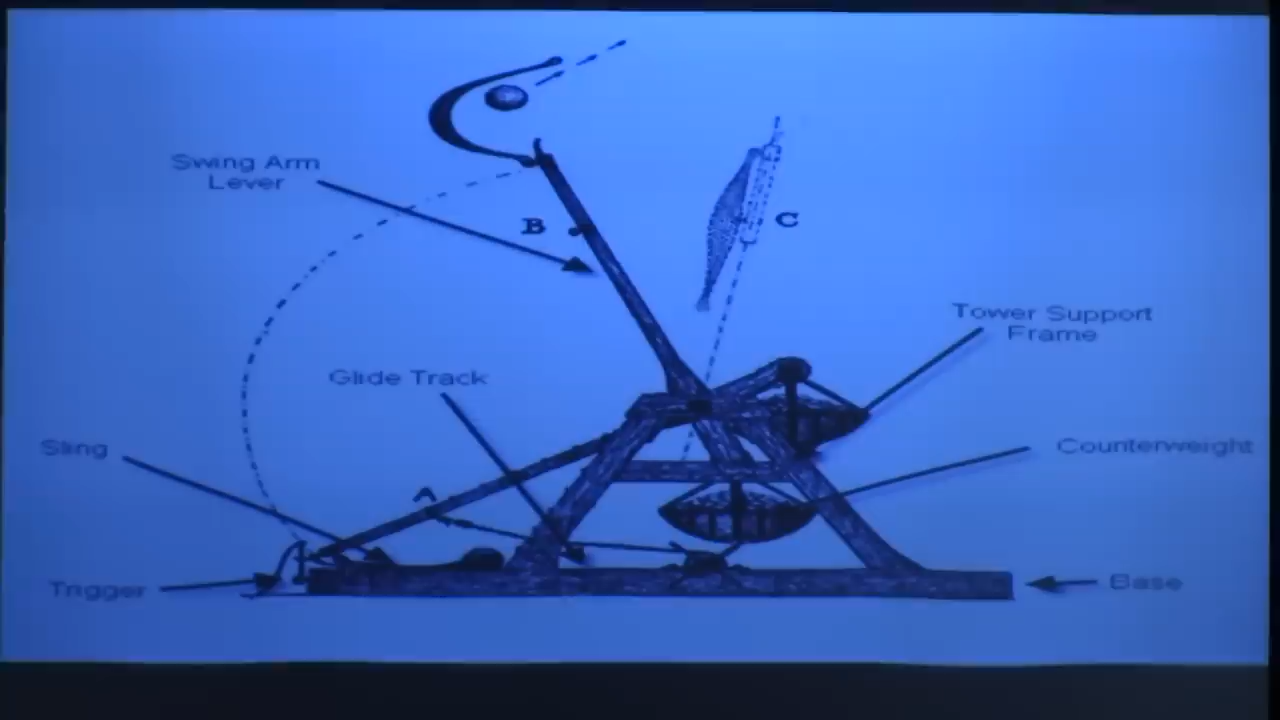 Swing Arm
Lever
B
C
Tower Support
Frame
Glide Track
Sling
Counterweight
A
Trigger
Base